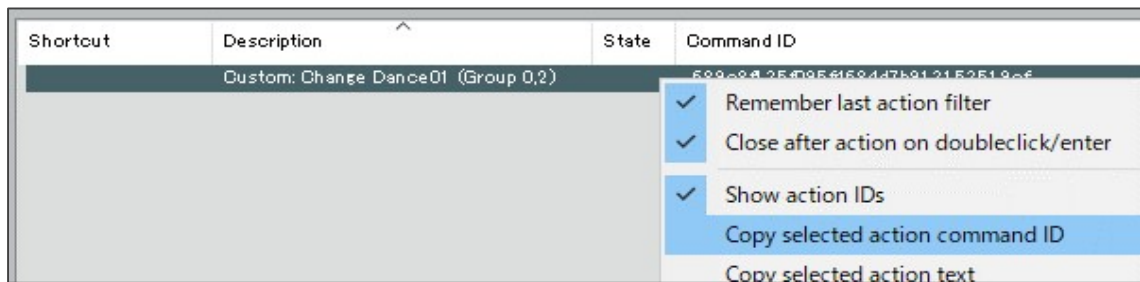 Shortcut Description State Command ID
Custom: Change Dance01 (Group 0,2)
Remember last action filter
Close after action on doubleclick/enter
Show action IDs
Copy selected action command ID
Copy selected action text